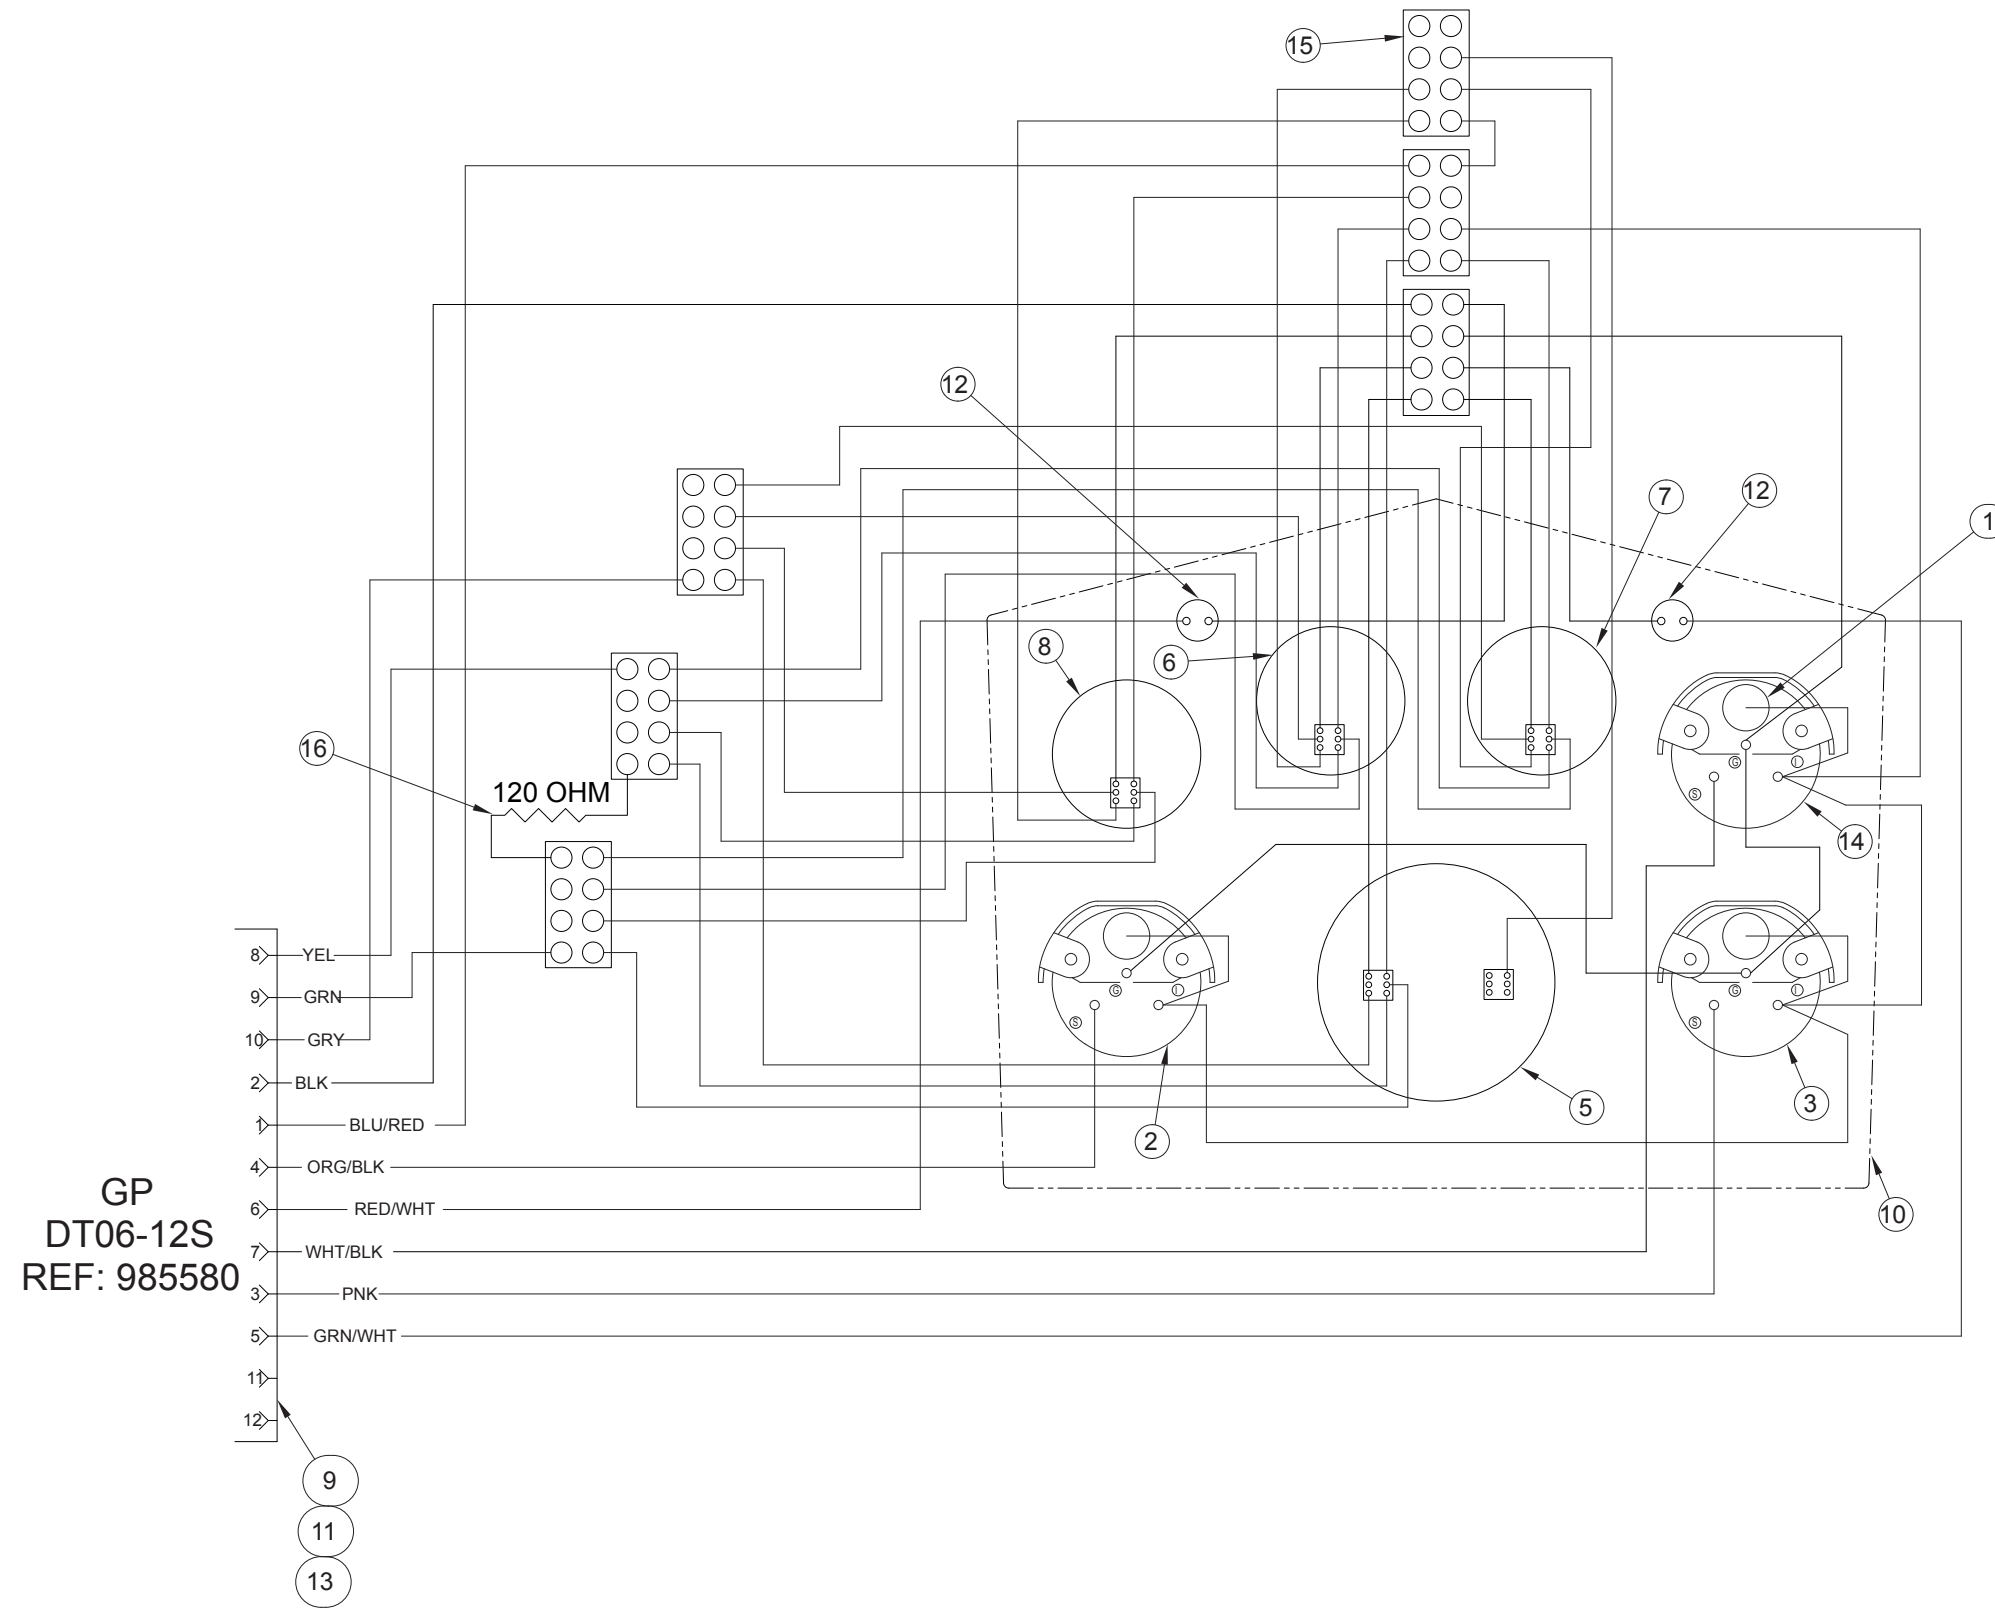 15
12
7
12
1
8
6
16
120 OHM
14
8 YEL
9 GRN
10 GRY
2 BLK
1 BLU/RED
4 ORG/BLK
6 RED/WHT
7 WHT/BLK
3 PNK
5 GRN/WHT
11
12
GP
DT06-12S
REF: 985580
G
I
S
G
I
S
G
I
S
2
5
3
10
9
11
13